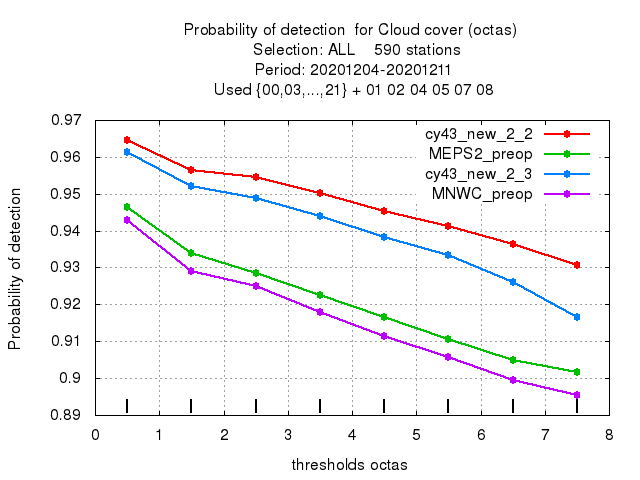 Probability of detection  for Cloud cover (octas)
Selection: ALL    590 stations
Period: 20201204-20201211
Used {00,03,...,21} + 01 02 04 05 07 08
cy43_new_2_2
MEPS2_preop
cy43_new_2_3
MNWC_preop
Probability of detection
0.97
0.96
0.95
0.94
0.93
0.92
0.91
0.9
0.89
0 1 2 3 4 5 6 7 8
thresholds octas